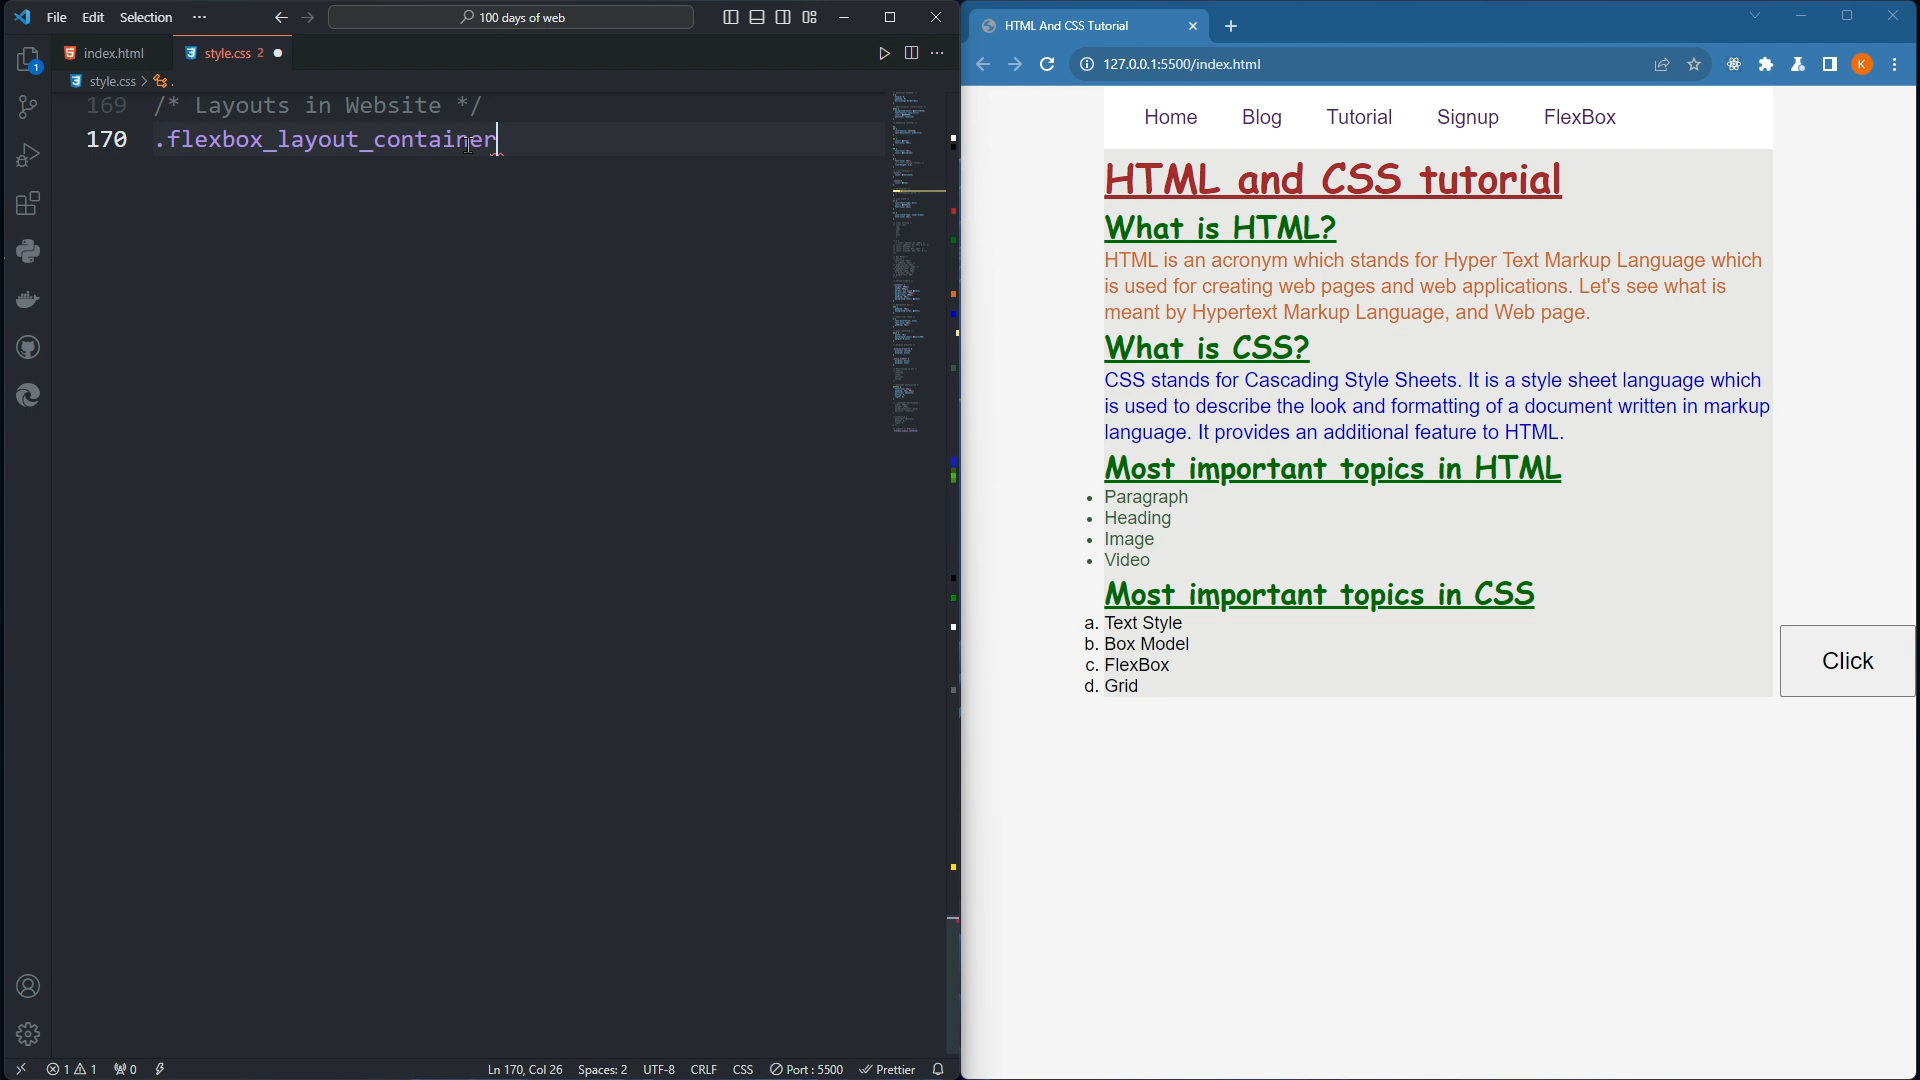 File Edit Selection ···
100 days of web
index.html
style.css 2
style.css > .
169 /* Layouts in Website */
170 .flexbox_layout_container
1
1 1 0
Ln 170, Col 26 Spaces: 2 UTF-8 CRLF CSS Port : 5500 Prettier
HTML And CSS Tutorial
127.0.0.1:5500/index.html
K
Home Blog Tutorial Signup FlexBox
HTML and CSS tutorial
What is HTML?
HTML is an acronym which stands for Hyper Text Markup Language which
is used for creating web pages and web applications. Let's see what is
meant by Hypertext Markup Language, and Web page.
What is CSS?
CSS stands for Cascading Style Sheets. It is a style sheet language which
is used to describe the look and formatting of a document written in markup
language. It provides an additional feature to HTML.
Most important topics in HTML
• Paragraph
• Heading
• Image
• Video
Most important topics in CSS
a. Text Style
b. Box Model
c. FlexBox
d. Grid
Click